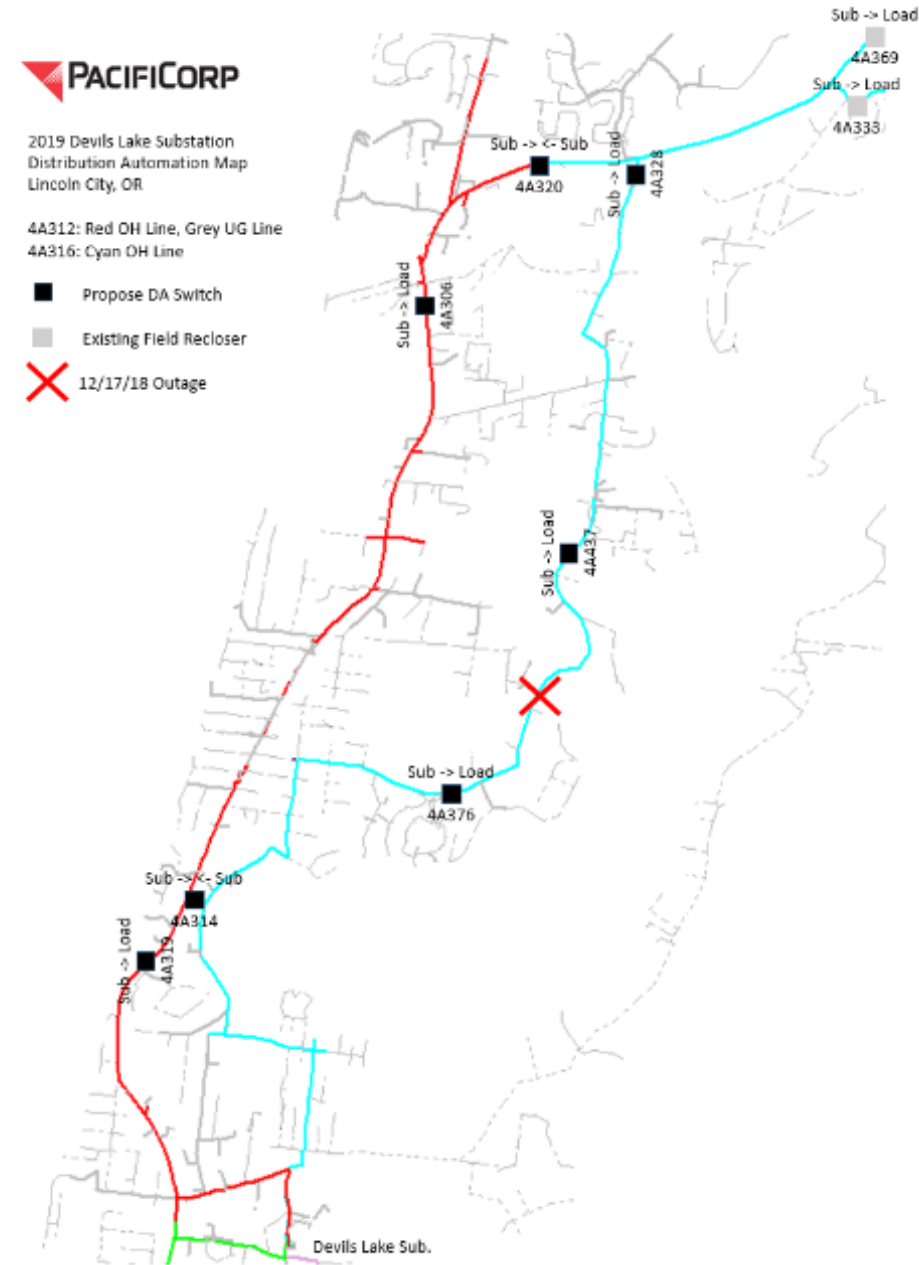 PACIFICORP
2019 Devils Lake Substation
Distribution Automation Map
Lincoln City, OR
4A312: Red OH Line, Grey UG Line
4A316: Cyan OH Line
Propose DA Switch
Existing Field Recloser
12/17/18 Outage
Sub -> Load
4A369
Sub -> Load
4A333
Sub -> <- Sub
4A320
Sub -> Load
4A328
Sub -> Load
4A306
Sub -> Load
4A437
Sub -> Load
4A376
Sub -> <- Sub
4A314
Sub -> Load
4A319
Devils Lake Sub.